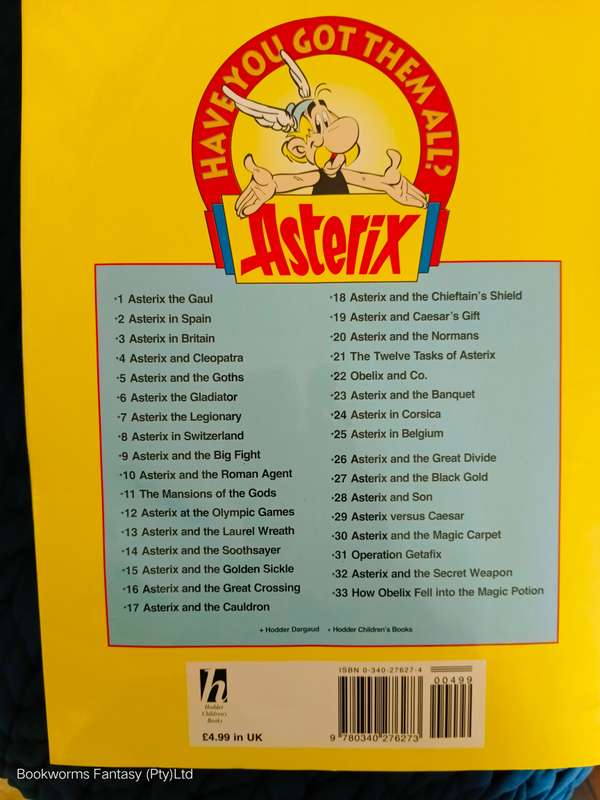 HAVE YOU GOT THEM ALL?
Asterix
•1 Asterix the Gaul
•2 Asterix in Spain
•3 Asterix in Britain
•4 Asterix and Cleopatra
•5 Asterix and the Goths
•6 Asterix the Gladiator
•7 Asterix the Legionary
•8 Asterix in Switzerland
•9 Asterix and the Big Fight
•10 Asterix and the Roman Agent
•11 The Mansions of the Gods
•12 Asterix at the Olympic Games
•13 Asterix and the Laurel Wreath
•14 Asterix and the Soothsayer
•15 Asterix and the Golden Sickle
•16 Asterix and the Great Crossing
•17 Asterix and the Cauldron
•18 Asterix and the Chieftain's Shield
•19 Asterix and Caesar's Gift
•20 Asterix and the Normans
•21 The Twelve Tasks of Asterix
•22 Obelix and Co.
•23 Asterix and the Banquet
•24 Asterix in Corsica
•25 Asterix in Belgium
•26 Asterix and the Great Divide
•27 Asterix and the Black Gold
•28 Asterix and Son
•29 Asterix versus Caesar
•30 Asterix and the Magic Carpet
•31 Operation Getafix
•32 Asterix and the Secret Weapon
•33 How Obelix Fell into the Magic Potion
+ Hodder Dargaud • Hodder Children's Books
h
Hodder
Children's
Books
£4.99 in UK
ISBN 0-340-27627-4
00499
9 780340 276273
Bookworms Fantasy (Pty)Ltd